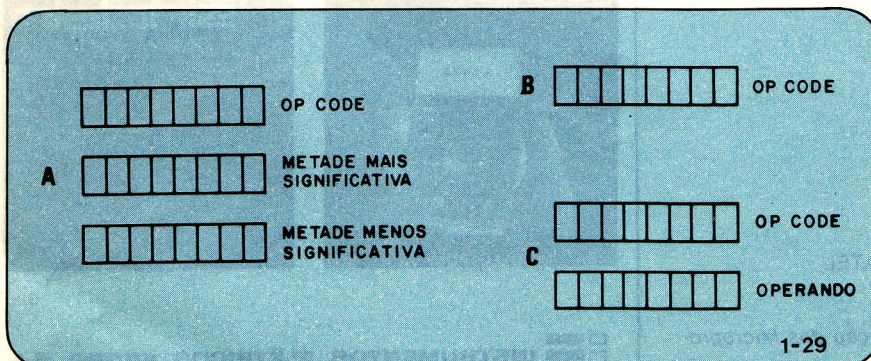 OP CODE
A
METADE MAIS
SIGNIFICATIVA
METADE MENOS
SIGNIFICATIVA
B
OP CODE
C
OP CODE
OPERANDO
1-29